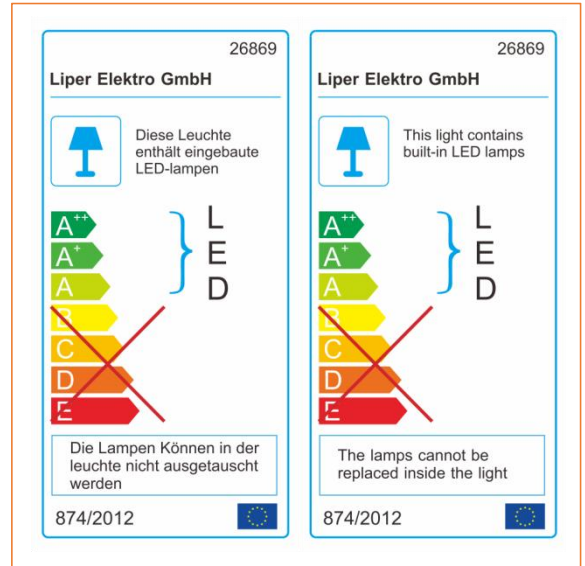 26869
Liper Elektro GmbH
Diese Leuchte
enthält eingebaute
LED-lampen
A++
A+
A
B
C
D
E
L
E
D
Die Lampen Können in der
leuchte nicht ausgetauscht
werden
874/2012
26869
Liper Elektro GmbH
This light contains
built-in LED lamps
A++
A+
A
B
C
D
E
L
E
D
The lamps cannot be
replaced inside the light
874/2012